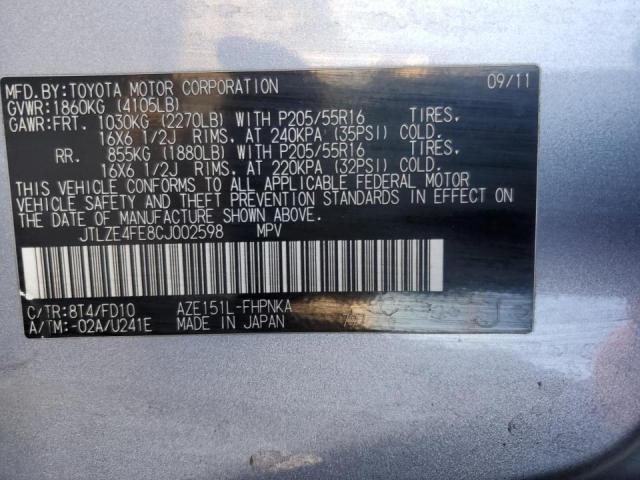 MFD.BY:TOYOTA MOTOR CORPORATION 09/11
GVWR:1860KG (4105LB)
GAWR:FRT. 1030KG (2270LB) WITH P205/55R16 TIRES.
16X6 1/2J RIMS. AT 240KPA (35PSI) COLD.
RR. 855KG (1880LB) WITH P205/55R16 TIRES.
16X6 1/2J RIMS. AT 220KPA (32PSI) COLD.
THIS VEHICLE CONFORMS TO ALL APPLICABLE FEDERAL MOTOR
VEHICLE SAFETY AND THEFT PREVENTION STANDARDS IN EFFECT ON
THE DATE OF MANUFACTURE SHOWN ABOVE.
JTLZE4FE8CJ002598 MPV
C/TR:8T4/FD10 AZE151L-FHPNKA
A/TM:-02A/U241E MADE IN JAPAN